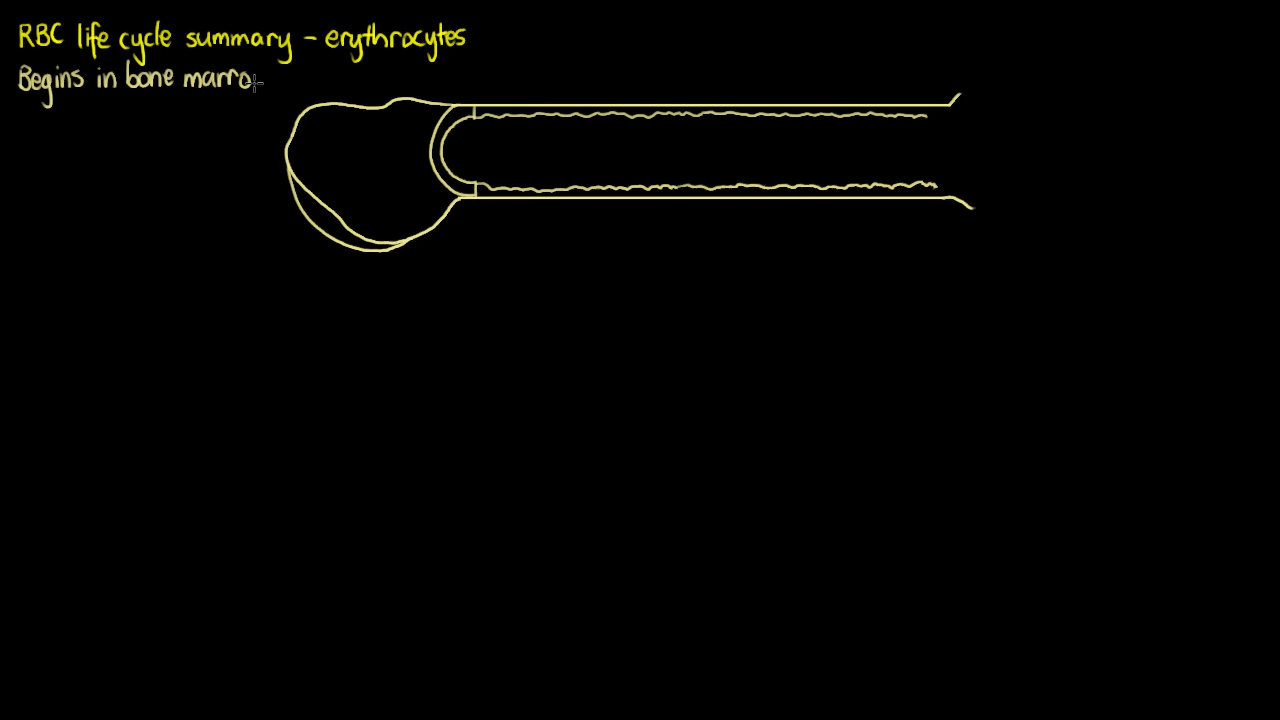 RBC life cycle summary - erythrocytes
Begins in bone marro